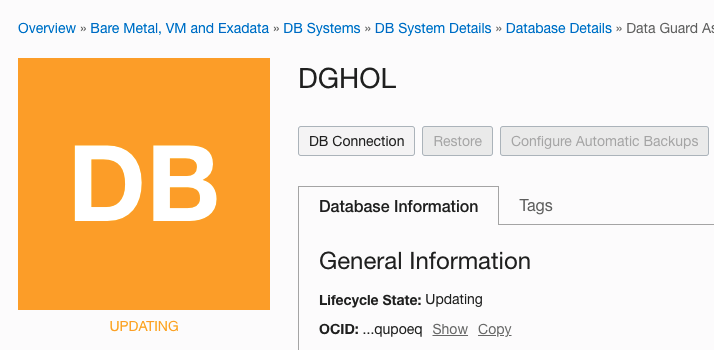 Overview » Bare Metal, VM and Exadata » DB Systems » DB System Details » Database Details » Data Guard
DGHOL
DB
DB Connection Restore Configure Automatic Backups
Database Information Tags
General Information
Lifecycle State: Updating
OCID: ...qupoeq Show Copy
UPDATING